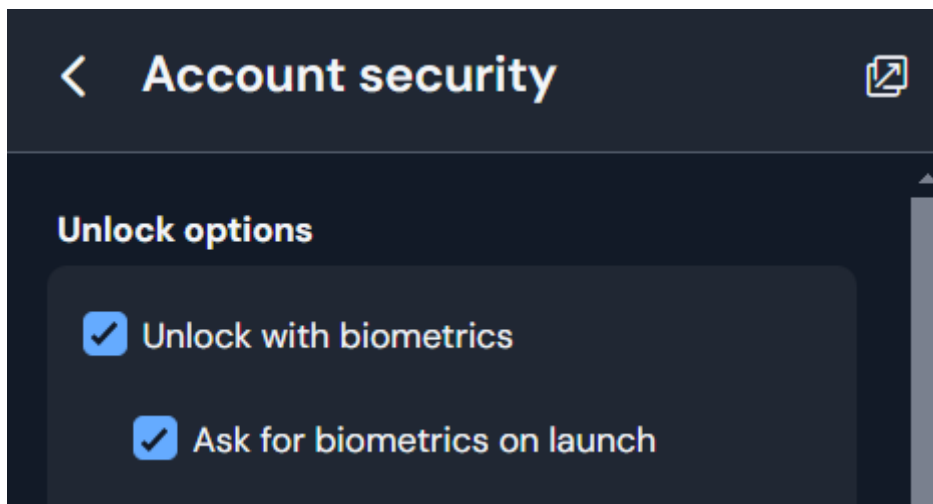 Account security
Unlock options
Unlock with biometrics
Ask for biometrics on launch